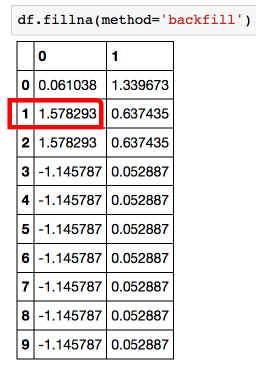 df.fillna(method='backfill')
0 1
0 0.061038 1.339673
1 1.578293 0.637435
2 1.578293 0.637435
3 -1.145787 0.052887
4 -1.145787 0.052887
5 -1.145787 0.052887
6 -1.145787 0.052887
7 -1.145787 0.052887
8 -1.145787 0.052887
9 -1.145787 0.052887